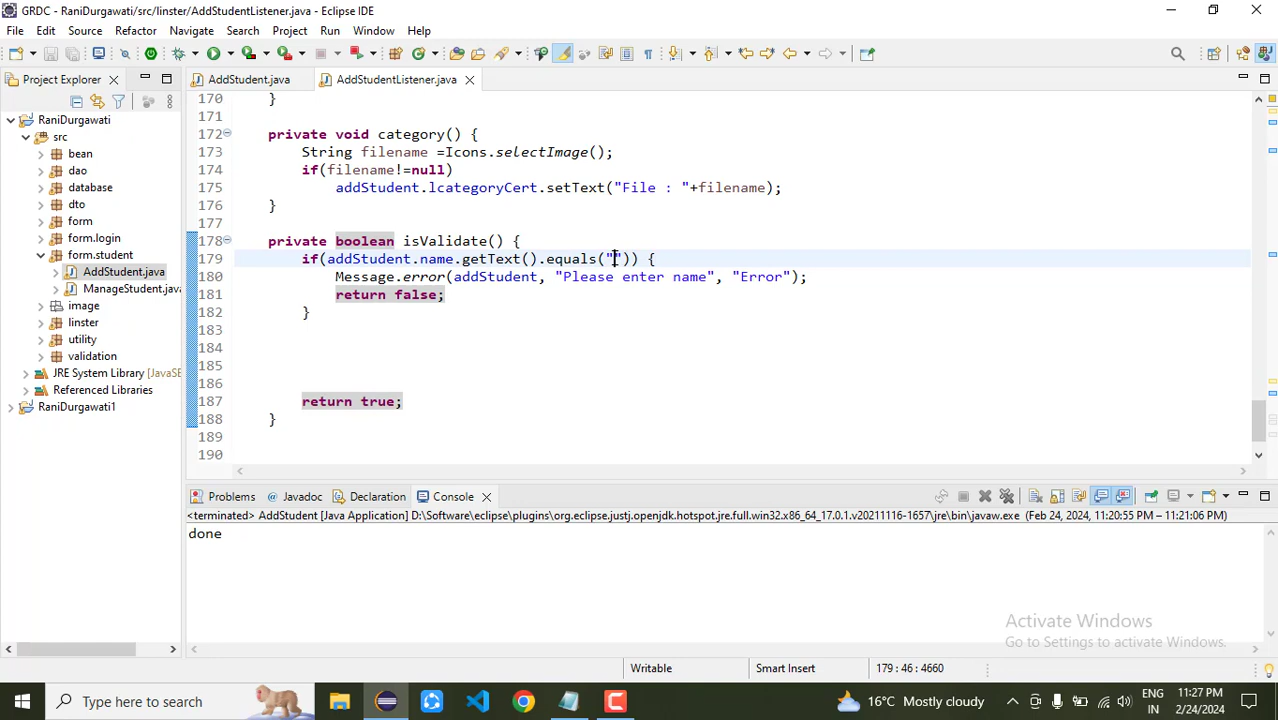 GRDC - RaniDurgawati/src/linster/AddStudentListener.java - Eclipse IDE
File Edit Source Refactor Navigate Search Project Run Window Help
Project Explorer
AddStudent.java
AddStudentListener.java
RaniDurgawati
src
bean
dao
database
dto
form
form.login
form.student
AddStudent.java
ManageStudent.java
image
linster
utility
validation
JRE System Library [JavaSE
Referenced Libraries
RaniDurgawati1
170 }
171
172 private void category() {
173 String filename =Icons.selectImage();
174 if(filename!=null)
175 addStudent.lcategoryCert.setText("File : "+filename);
176 }
177
178 private boolean isValidate() {
179 if(addStudent.name.getText().equals("")) {
180 Message.error(addStudent, "Please enter name", "Error");
181 return false;
182 }
183
184
185
186
187 return true;
188 }
189
190
Problems Javadoc Declaration Console
<terminated> AddStudent [Java Application] D:\Software\eclipse\plugins\org.eclipse.justj.openjdk.hotspot.jre.full.win32.x86_64_17.0.1.v20211116-1657\jre\bin\javaw.exe (Feb 24, 2024, 11:20:55 PM – 11:21:06 PM)
done
Activate Windows
Go to Settings to activate Windows.
Writable Smart Insert 179 : 46 : 4660
Type here to search
16°C Mostly cloudy
ENG
IN
11:27 PM
2/24/2024